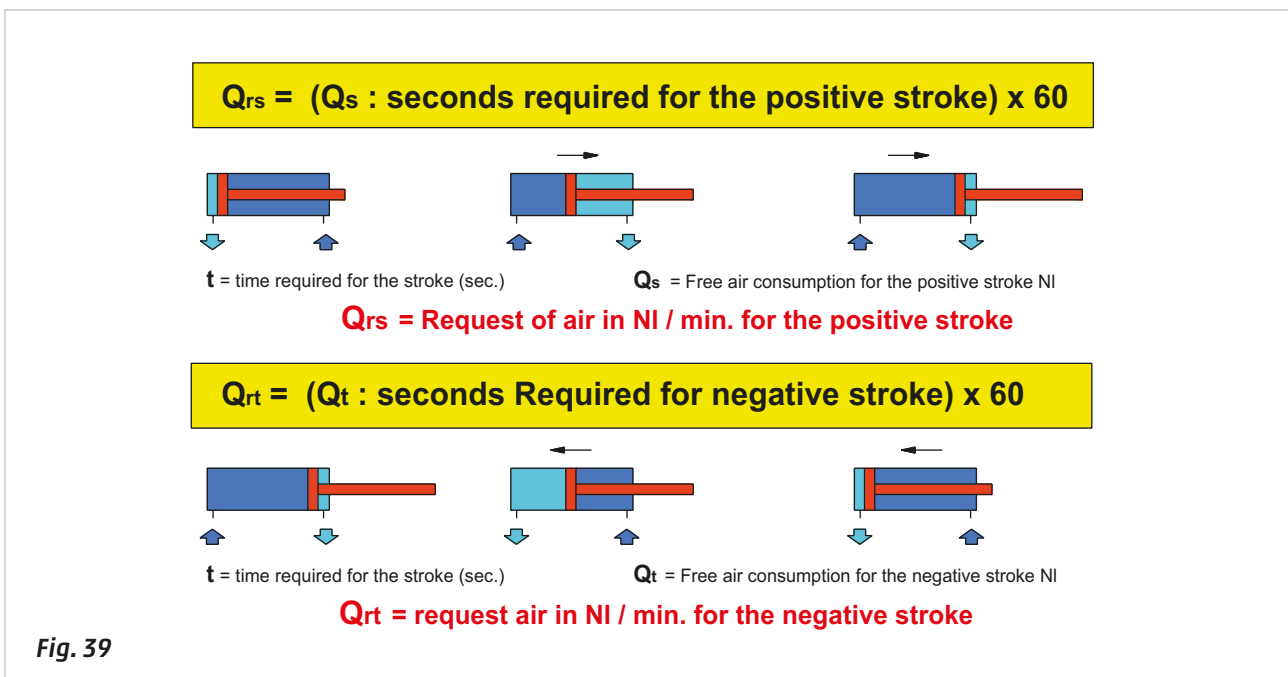 Qrs = (Qs : seconds required for the positive stroke) x 60
t = time required for the stroke (sec.)
Qs = Free air consumption for the positive stroke Nl
Qrs = Request of air in Nl / min. for the positive stroke
Qrt = (Qt : seconds Required for negative stroke) x 60
t = time required for the stroke (sec.)
Qt = Free air consumption for the negative stroke Nl
Qrt = request air in Nl / min. for the negative stroke
Fig. 39